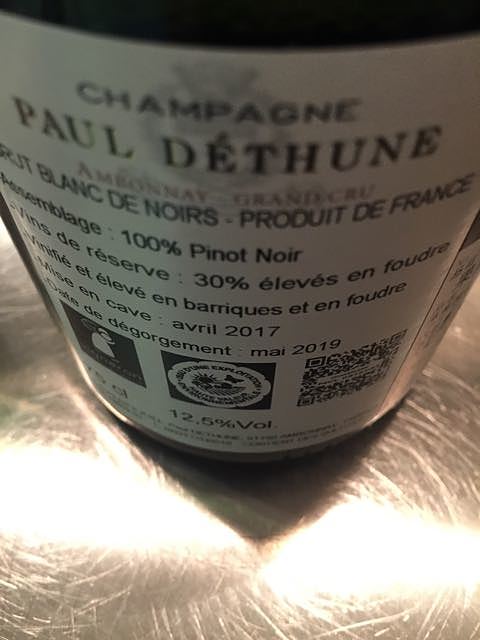 CHAMPAGNE
PAUL DÉTHUNE
AMBONNAY - GRAND CRU
BRUT BLANC DE NOIRS - PRODUIT DE FRANCE
Assemblage : 100% Pinot Noir
Vins de réserve : 30% élevés en foudre
Vinifié et élevé en barriques et en foudre
Mise en cave : avril 2017
Date de dégorgement : mai 2019
75 cl
12.5%Vol.